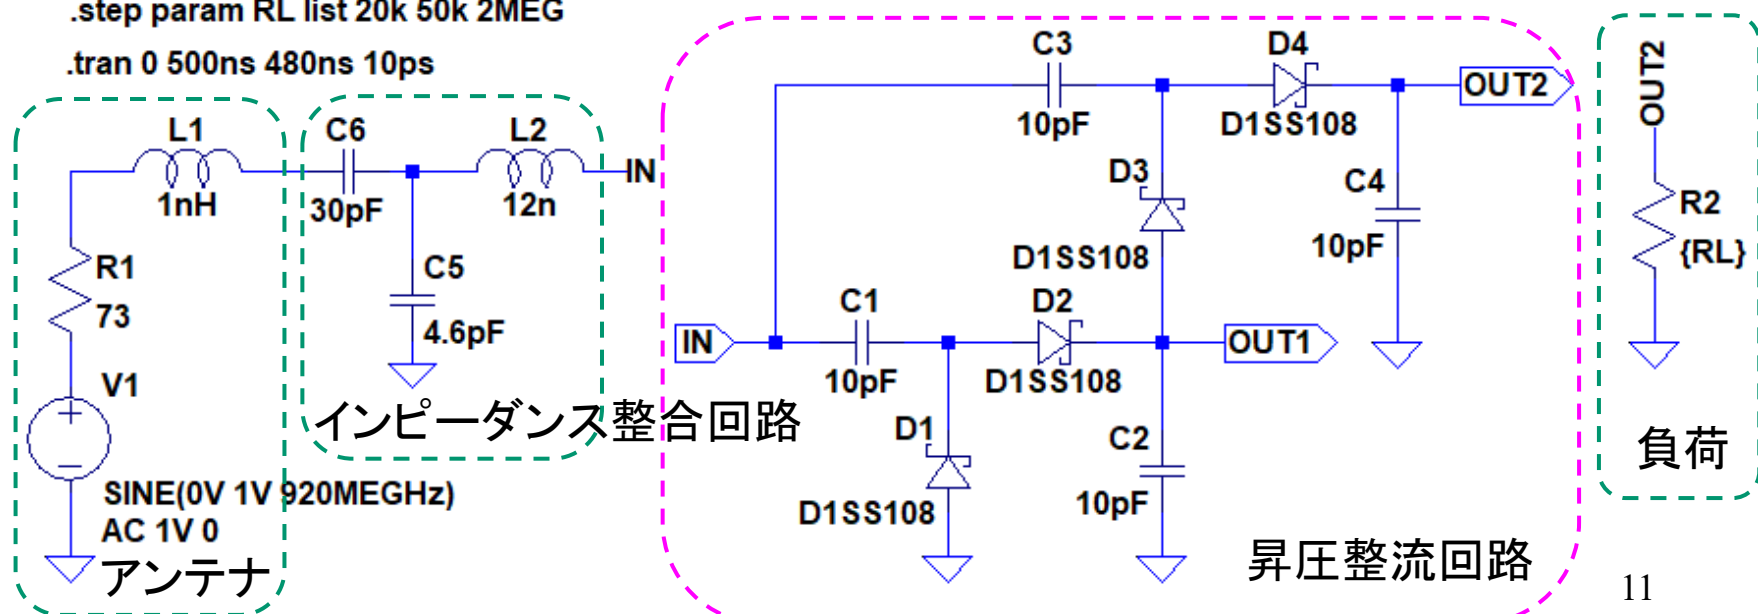 .step param RL list 20k 50k 2MEG
.tran 0 500ns 480ns 10ps
L1
1nH
R1
73
V1
SINE(0V 1V 920MEGHz)
AC 1V 0
アンテナ
C6
30pF
L2
12n
IN
C5
4.6pF
インピーダンス整合回路
C3
10pF
D4
D1SS108
OUT2
D3
D1SS108
C4
10pF
IN
C1
10pF
D2
D1SS108
OUT1
D1
D1SS108
C2
10pF
昇圧整流回路
OUT2
R2
{RL}
負荷
11